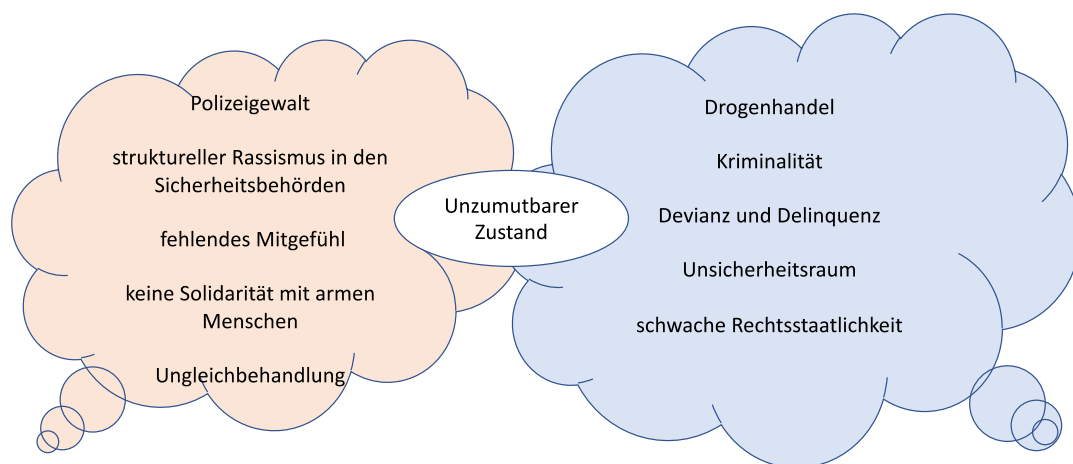 Polizeigewalt
struktureller Rassismus in den
Sicherheitsbehörden
fehlendes Mitgefühl
keine Solidarität mit armen
Menschen
Ungleichbehandlung
Unzumutbarer
Zustand
Drogenhandel
Kriminalität
Devianz und Delinquenz
Unsicherheitsraum
schwache Rechtsstaatlichkeit